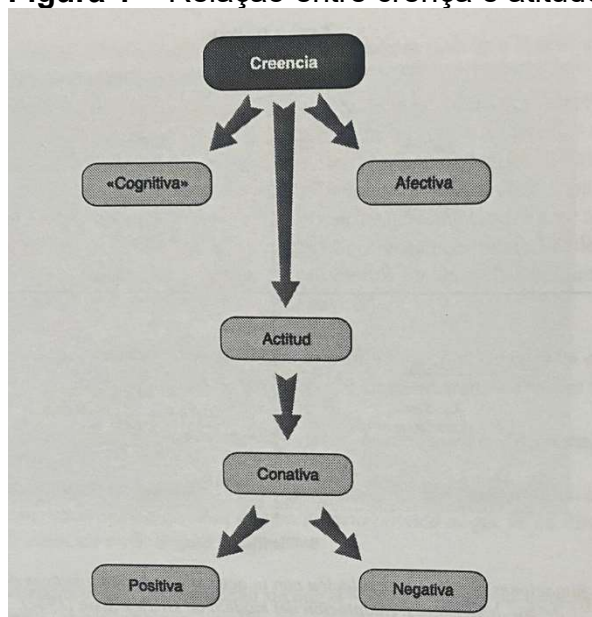 Relação entre crença e atitude
Creencia
«Cognitiva»
Afectiva
Actitud
Conativa
Positiva
Negativa